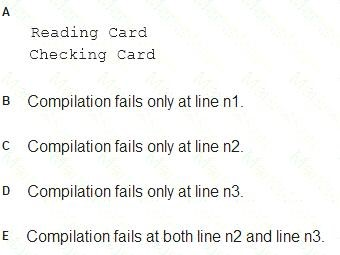 A
Reading Card
Checking Card
B Compilation fails only at line n1.
C Compilation fails only at line n2.
D Compilation fails only at line n3.
E Compilation fails at both line n2 and line n3.